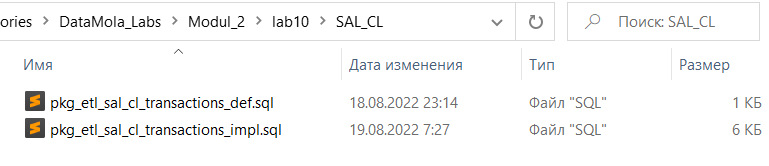 ories > DataMola_Labs > Modul_2 > lab10 > SAL_CL Поиск: SAL_CL
Имя Дата изменения Тип Размер
pkg_etl_sal_cl_transactions_def.sql 18.08.2022 23:14 Файл "SQL" 1 КБ
pkg_etl_sal_cl_transactions_impl.sql 19.08.2022 7:27 Файл "SQL" 6 КБ